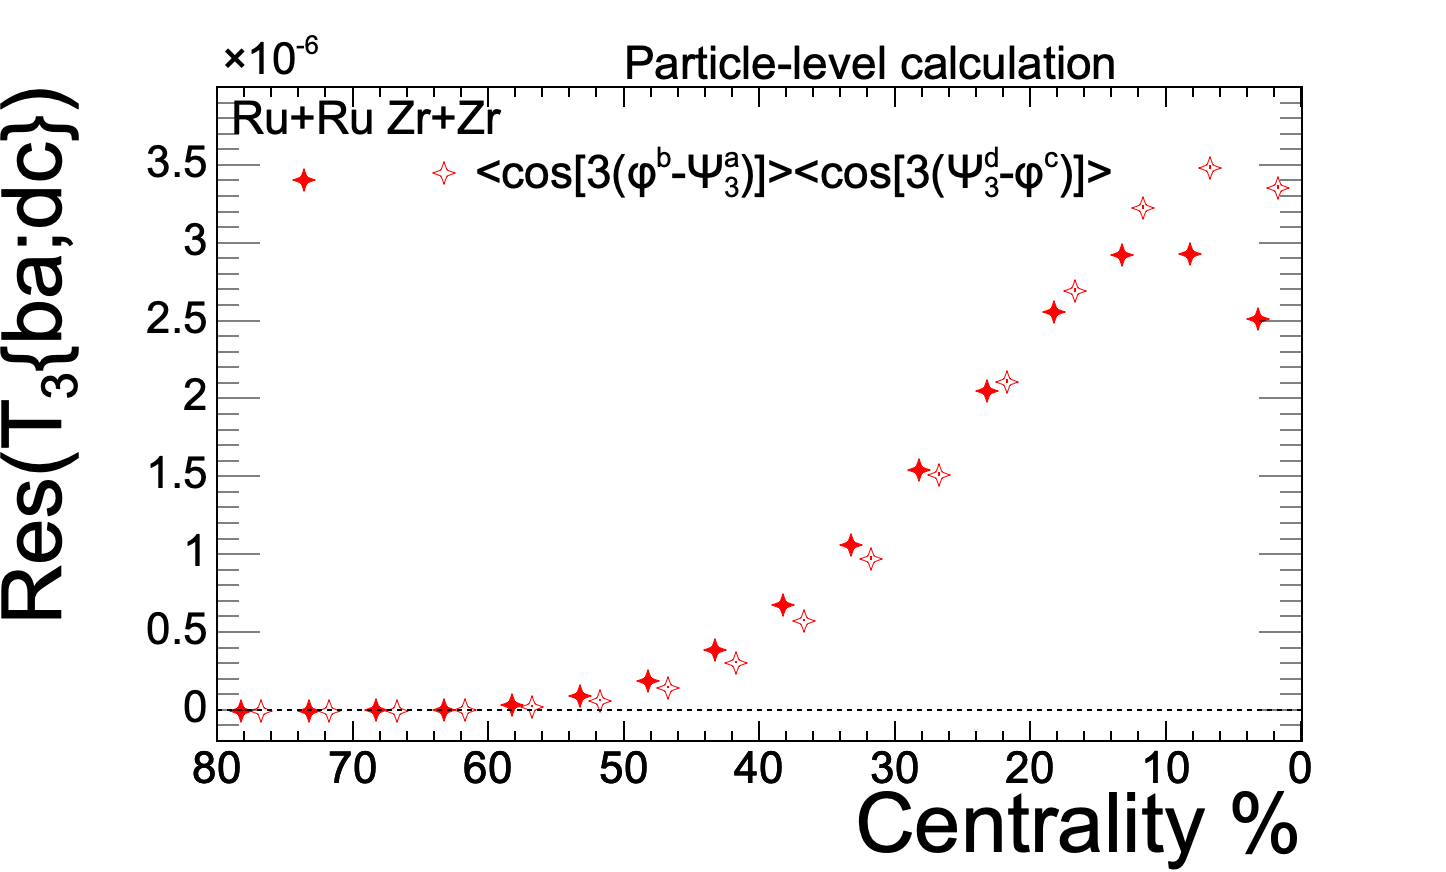 ×10⁻⁶
Particle-level calculation
Ru+Ru Zr+Zr
<cos[3(φᵇ-Ψ₃ᵃ)]><cos[3(Ψ₃ᵈ-φᶜ)]>
Res(T₃{ba;dc})
3.5
3
2.5
2
1.5
1
0.5
0
80 70 60 50 40 30 20 10 0
Centrality %